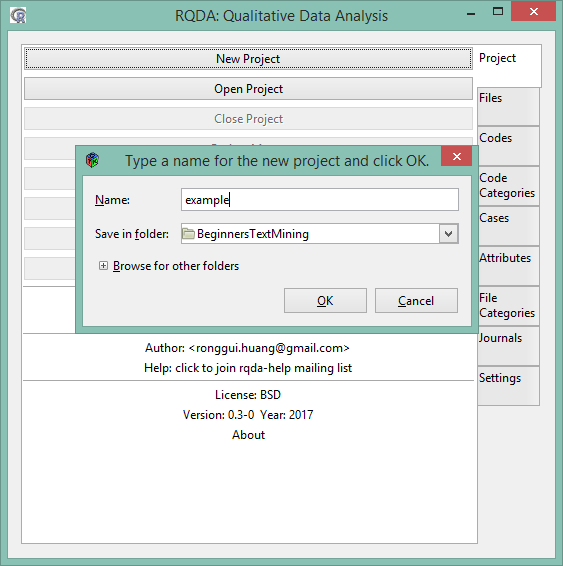 RQDA: Qualitative Data Analysis
New Project
Project
Open Project
Files
Close Project
Codes
Type a name for the new project and click OK.
Code
Categories
Name:
example
Cases
Save in folder:
BeginnersTextMining
Attributes
Browse for other folders
OK
Cancel
File
Categories
Journals
Author: <ronggui.huang@gmail.com>
Help: click to join rqda-help mailing list
Settings
License: BSD
Version: 0.3-0 Year: 2017
About